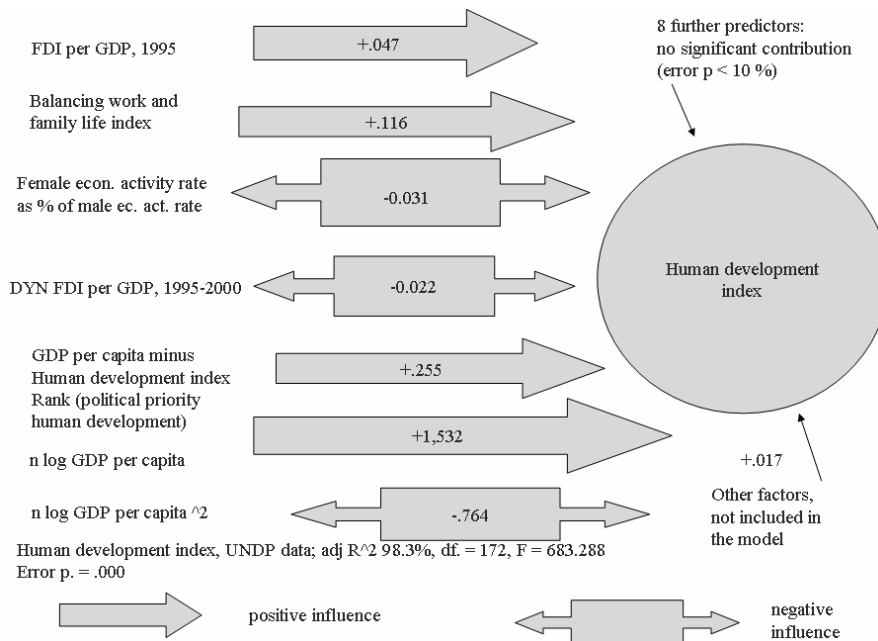 FDI per GDP, 1995
+.047
8 further predictors:
no significant contribution
(error p < 10 %)
Balancing work and
family life index
+.116
Female econ. activity rate
as % of male ec. act. rate
-0.031
DYN FDI per GDP, 1995-2000
-0.022
Human development
index
GDP per capita minus
Human development index
Rank (political priority
human development)
+.255
n log GDP per capita
+1,532
n log GDP per capita ^2
-.764
+.017
Other factors,
not included in
the model
Human development index, UNDP data; adj R^2 98.3%, df. = 172, F = 683.288
Error p. = .000
positive influence
negative
influence